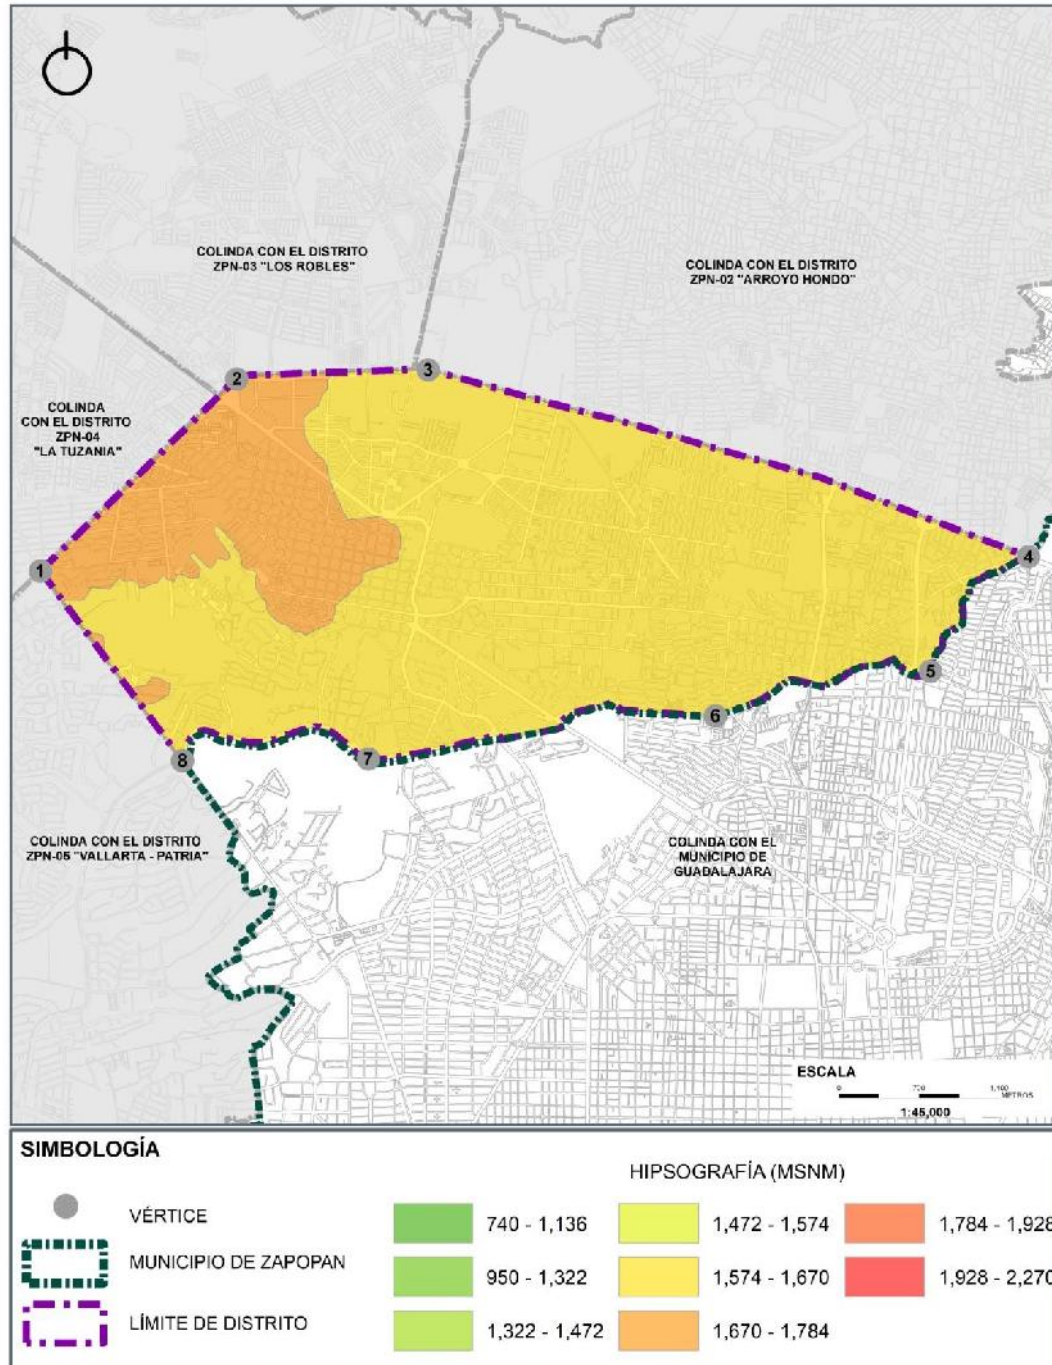 COLINDA CON EL DISTRITO
ZPN-03 "LOS ROBLES"
COLINDA CON EL DISTRITO
ZPN-02 "ARROYO HONDO"
2
3
COLINDA
CON EL DISTRITO
ZPN-04
"LA TUZANIA"
1
4
5
6
7
8
COLINDA CON EL DISTRITO
ZPN-05 "VALLARTA - PATRIA"
COLINDA CON EL
MUNICIPIO DE
GUADALAJARA
ESCALA
0
METROS
1:45,000
SIMBOLOGÍA
VÉRTICE
MUNICIPIO DE ZAPOPAN
LÍMITE DE DISTRITO
HIPSOGRAFÍA (MSNM)
740 - 1,136
1,472 - 1,574
1,784 - 1,928
950 - 1,322
1,574 - 1,670
1,928 - 2,270
1,322 - 1,472
1,670 - 1,784